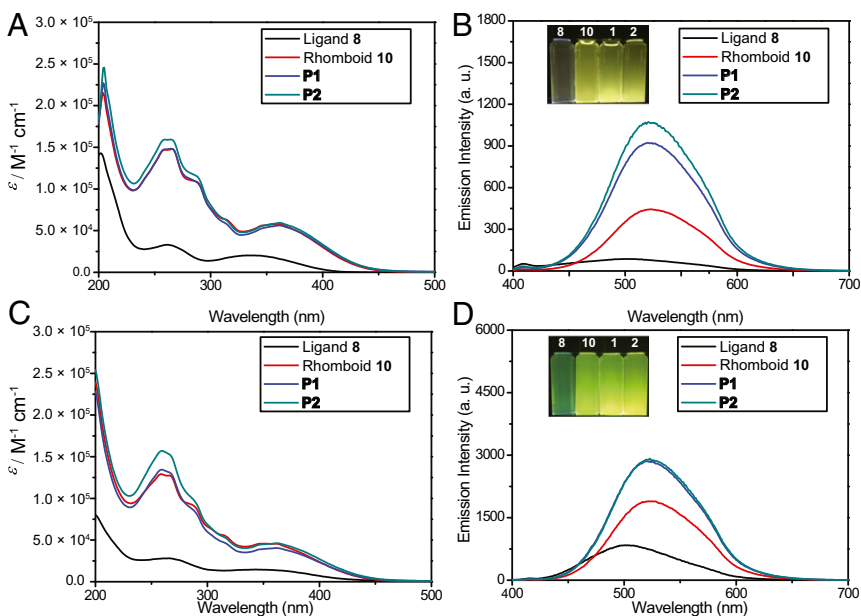 A
Ligand 8
Rhomboid 10
P1
P2
3.0 × 10⁵
2.5 × 10⁵
2.0 × 10⁵
1.5 × 10⁵
1.0 × 10⁵
5.0 × 10⁴
0.0
ε / M⁻¹ cm⁻¹
200 300 400 500
Wavelength (nm)
B
8 10 1 2
Ligand 8
Rhomboid 10
P1
P2
1800
1500
1200
900
600
300
0
Emission Intensity (a. u.)
400 500 600 700
Wavelength (nm)
C
Ligand 8
Rhomboid 10
P1
P2
3.0 × 10⁵
2.5 × 10⁵
2.0 × 10⁵
1.5 × 10⁵
1.0 × 10⁵
5.0 × 10⁴
0.0
ε / M⁻¹ cm⁻¹
200 300 400 500
Wavelength (nm)
D
8 10 1 2
Ligand 8
Rhomboid 10
P1
P2
6000
4500
3000
1500
0
Emission Intensity (a. u.)
400 500 600 700
Wavelength (nm)